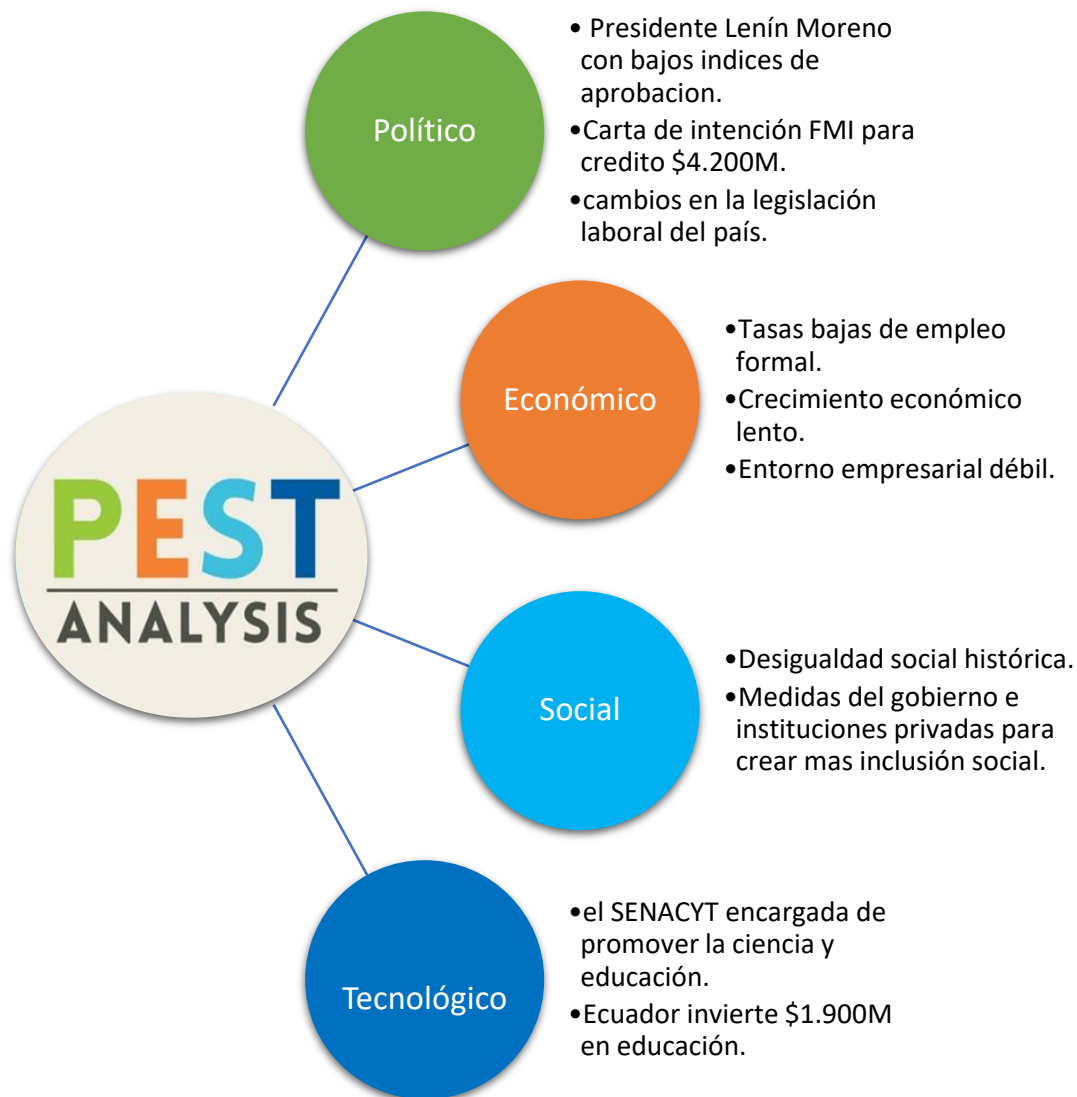 • Presidente Lenín Moreno
con bajos indices de
aprobacion.
•Carta de intención FMI para
credito $4.200M.
•cambios en la legislación
laboral del país.
Político
•Tasas bajas de empleo
formal.
•Crecimiento económico
lento.
•Entorno empresarial débil.
Económico
PEST
ANALYSIS
•Desigualdad social histórica.
•Medidas del gobierno e
instituciones privadas para
crear mas inclusión social.
Social
•el SENACYT encargada de
promover la ciencia y
educación.
•Ecuador invierte $1.900M
en educación.
Tecnológico